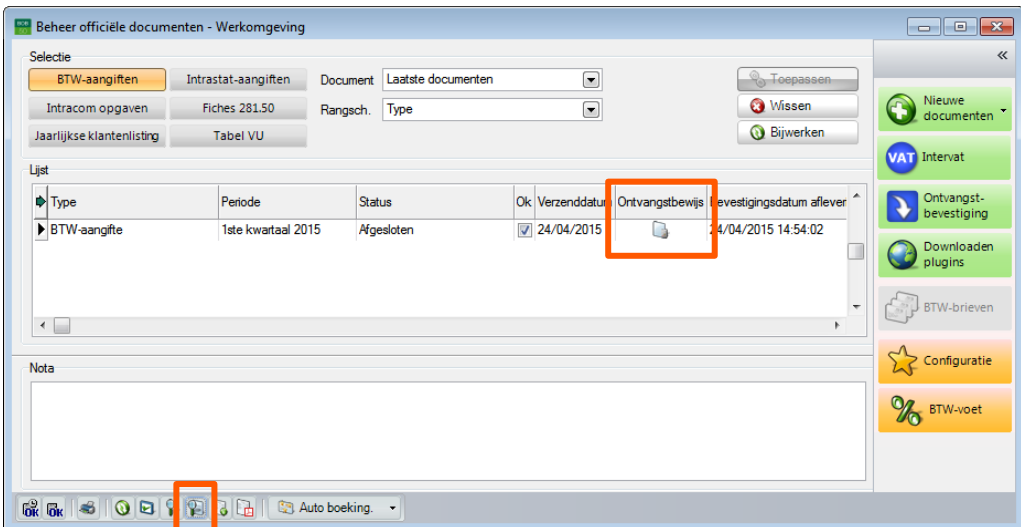 Beheer officiële documenten - Werkomgeving
Selectie
BTW-aangiften Intrastat-aangiften Document Laatste documenten Toepassen
Intracom opgaven Fiches 281.50 Rangsch. Type Wissen
Jaarlijkse klantenlisting Tabel VU Bijwerken
Lijst
Type Periode Status Ok Verzenddatum Ontvangstbewijs Bevestigingsdatum aflever
BTW-aangifte 1ste kwartaal 2015 Afgesloten 24/04/2015 24/04/2015 14:54:02
Nota
OK OK Auto boeking.
Nieuwe
documenten
VAT Intervat
Ontvangst-
bevestiging
Downloaden
plugins
BTW-brieven
Configuratie
% BTW-voet